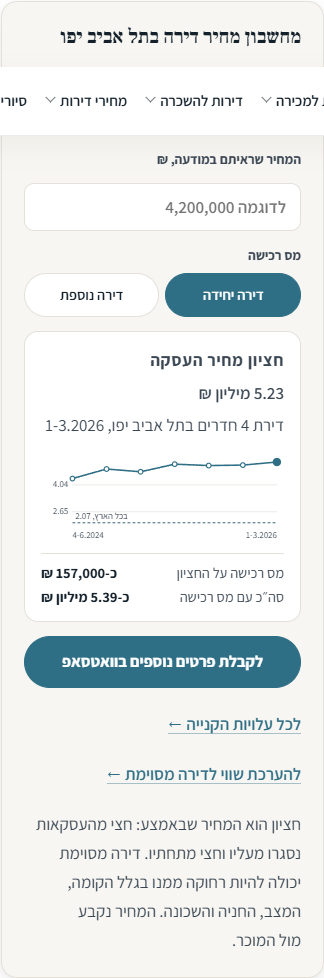 מחשבון מחיר דירה בתל אביב יפו
למכירה
דירות להשכרה
מחירי דירות
סיורי
המחיר שראיתם במודעה, ₪
לדוגמה 4,200,000
מס רכישה
דירה יחידה
דירה נוספת
חציון מחיר העסקה
5.23 מיליון ₪
דירת 4 חדרים בתל אביב יפו, 1-3.2026
4.04
2.65
בכל הארץ, 2.07
4-6.2024
1-3.2026
מס רכישה על החציון
כ-157,000 ₪
סה״כ עם מס רכישה
כ-5.39 מיליון ₪
לקבלת פרטים נוספים בוואטסאפ
לכל עלויות הקנייה ←
להערכת שווי לדירה מסוימת ←
חציון הוא המחיר שבאמצע: חצי מהעסקאות
נסגרו מעליו וחצי מתחתיו. דירה מסוימת
יכולה להיות רחוקה ממנו בגלל הקומה,
המצב, החניה והשכונה. המחיר נקבע
מול המוכר.